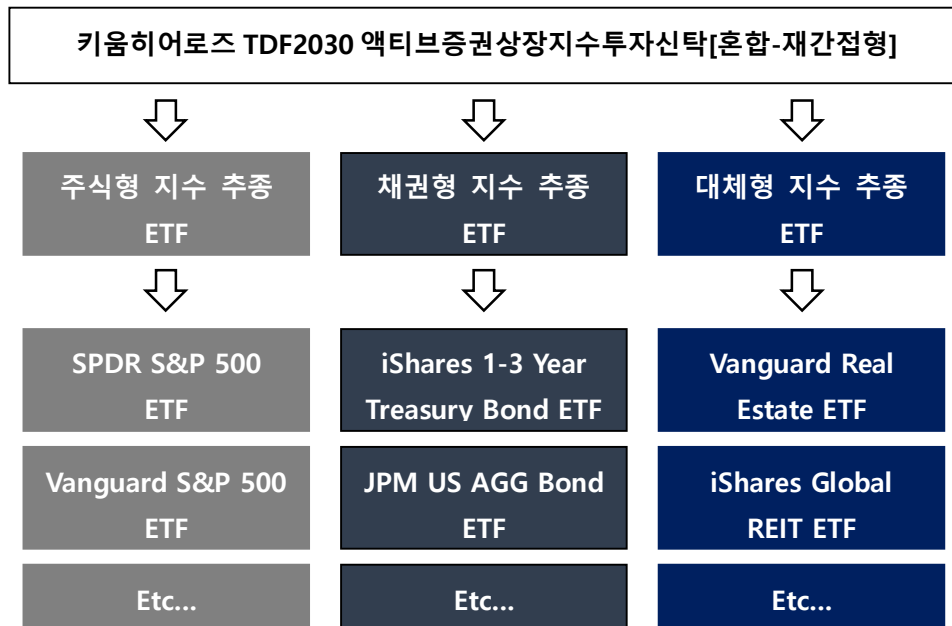 키움히어로즈 TDF2030 액티브증권상장지수투자신탁[혼합-재간접형]
주식형 지수 추종
ETF
채권형 지수 추종
ETF
대체형 지수 추종
ETF
SPDR S&P 500
ETF
iShares 1-3 Year
Treasury Bond ETF
Vanguard Real
Estate ETF
Vanguard S&P 500
ETF
JPM US AGG Bond
ETF
iShares Global
REIT ETF
Etc...
Etc...
Etc...